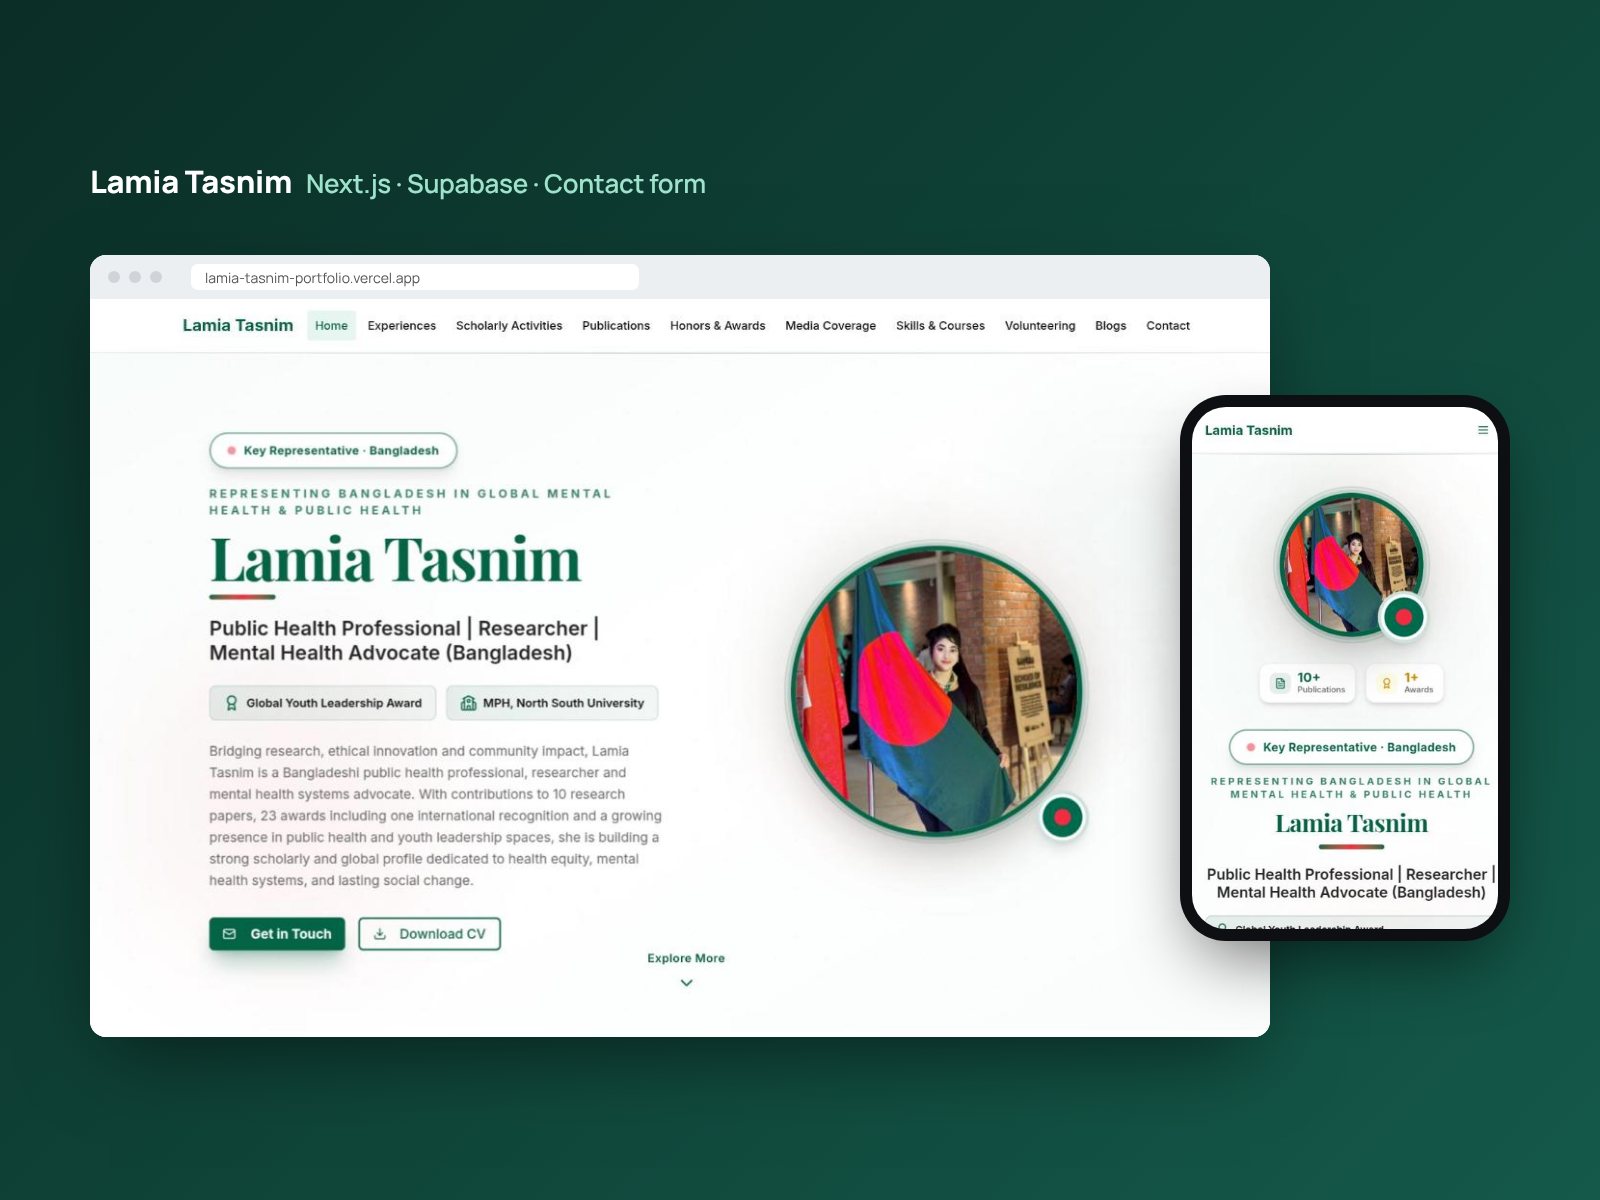 Lamia Tasnim Next.js · Supabase · Contact form
lamia-tasnim-portfolio.vercel.app
Lamia Tasnim Home Experiences Scholarly Activities Publications Honors & Awards Media Coverage Skills & Courses Volunteering Blogs Contact
Key Representative · Bangladesh
REPRESENTING BANGLADESH IN GLOBAL MENTAL
HEALTH & PUBLIC HEALTH
Lamia Tasnim
Public Health Professional | Researcher |
Mental Health Advocate (Bangladesh)
Global Youth Leadership Award MPH, North South University
Bridging research, ethical innovation and community impact, Lamia
Tasnim is a Bangladeshi public health professional, researcher and
mental health systems advocate. With contributions to 10 research
papers, 23 awards including one international recognition and a growing
presence in public health and youth leadership spaces, she is building a
strong scholarly and global profile dedicated to health equity, mental
health systems, and lasting social change.
Get in Touch Download CV
Explore More
Lamia Tasnim
10+ 1+
Publications Awards
Key Representative · Bangladesh
REPRESENTING BANGLADESH IN GLOBAL
MENTAL HEALTH & PUBLIC HEALTH
Lamia Tasnim
Public Health Professional | Researcher |
Mental Health Advocate (Bangladesh)
Global Youth Leadership Award